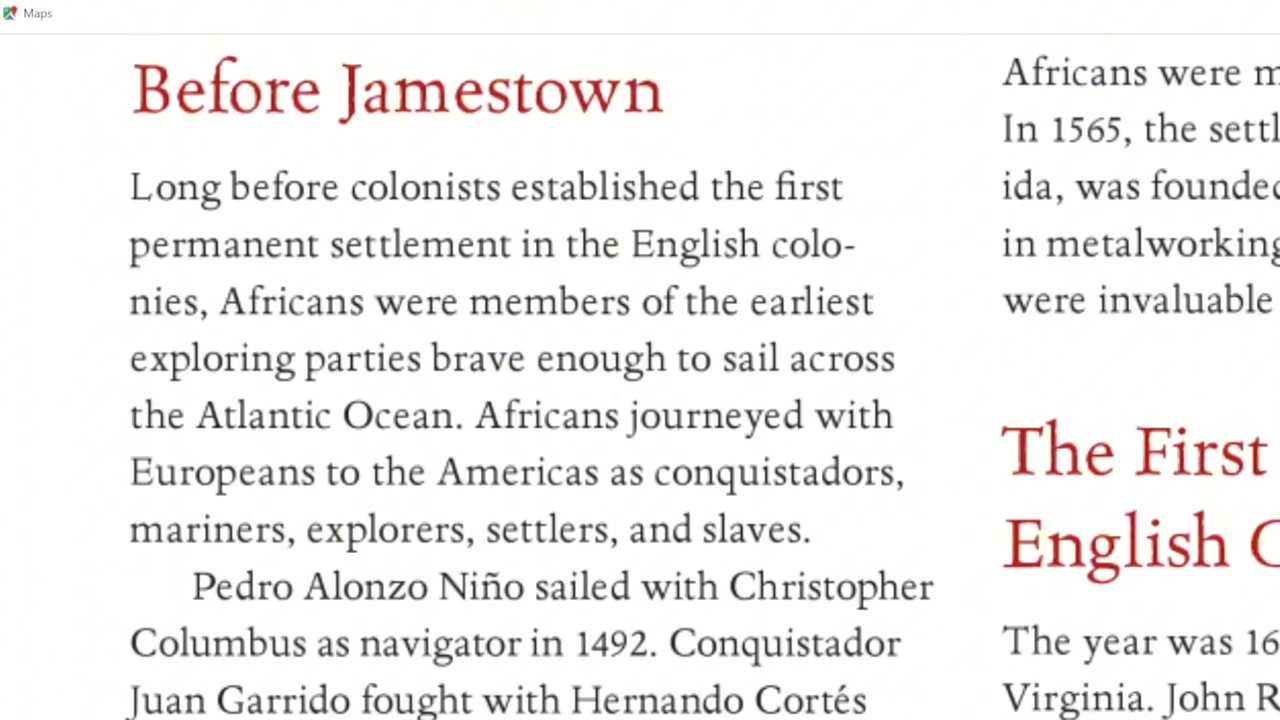 Maps
Before Jamestown
Long before colonists established the first
permanent settlement in the English colo-
nies, Africans were members of the earliest
exploring parties brave enough to sail across
the Atlantic Ocean. Africans journeyed with
Europeans to the Americas as conquistadors,
mariners, explorers, settlers, and slaves.
Pedro Alonzo Niño sailed with Christopher
Columbus as navigator in 1492. Conquistador
Juan Garrido fought with Hernando Cortés
Africans were
In 1565, the
ida, was
in metalworking
were invaluable
The First
English
The year was
Virginia. John